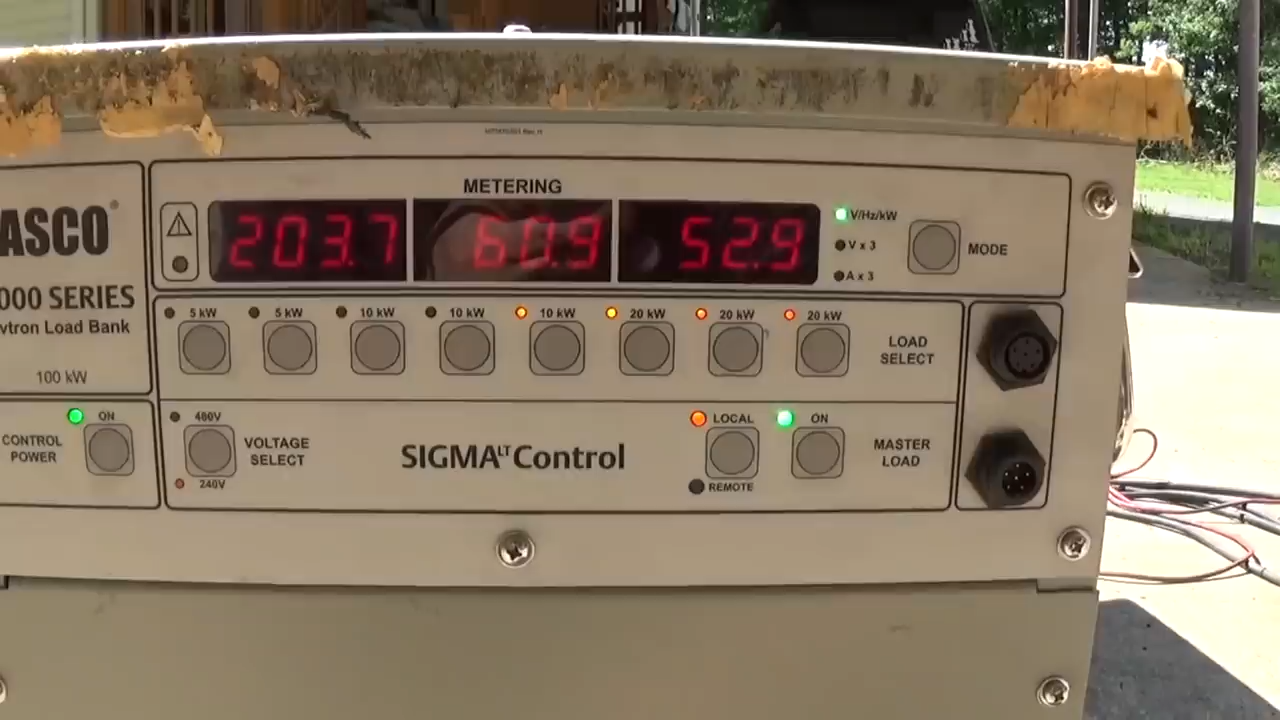 METERING
ASCO®
000 SERIES
vtron Load Bank
100 kW
203.7 60.9 52.9
V/Hz/kW
V x 3
A x 3
MODE
5 kW 5 kW 10 kW 10 kW 10 kW 20 kW 20 kW 20 kW
LOAD
SELECT
ON
CONTROL
POWER
480V
240V
VOLTAGE
SELECT
SIGMA LT Control
LOCAL
REMOTE
ON
MASTER
LOAD